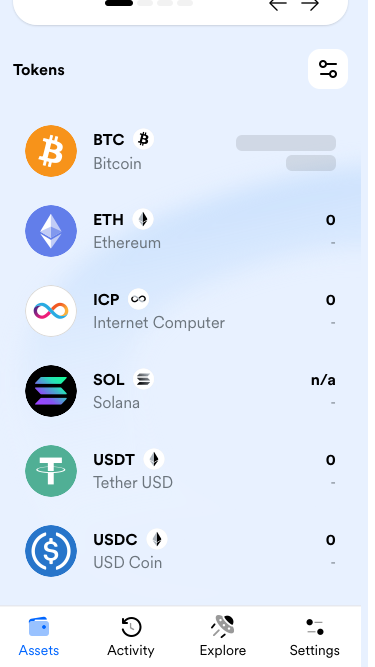 Tokens
BTC
Bitcoin
ETH
0
Ethereum
-
ICP
0
Internet Computer
-
SOL
n/a
Solana
-
USDT
0
Tether USD
-
USDC
0
USD Coin
-
Assets
Activity
Explore
Settings